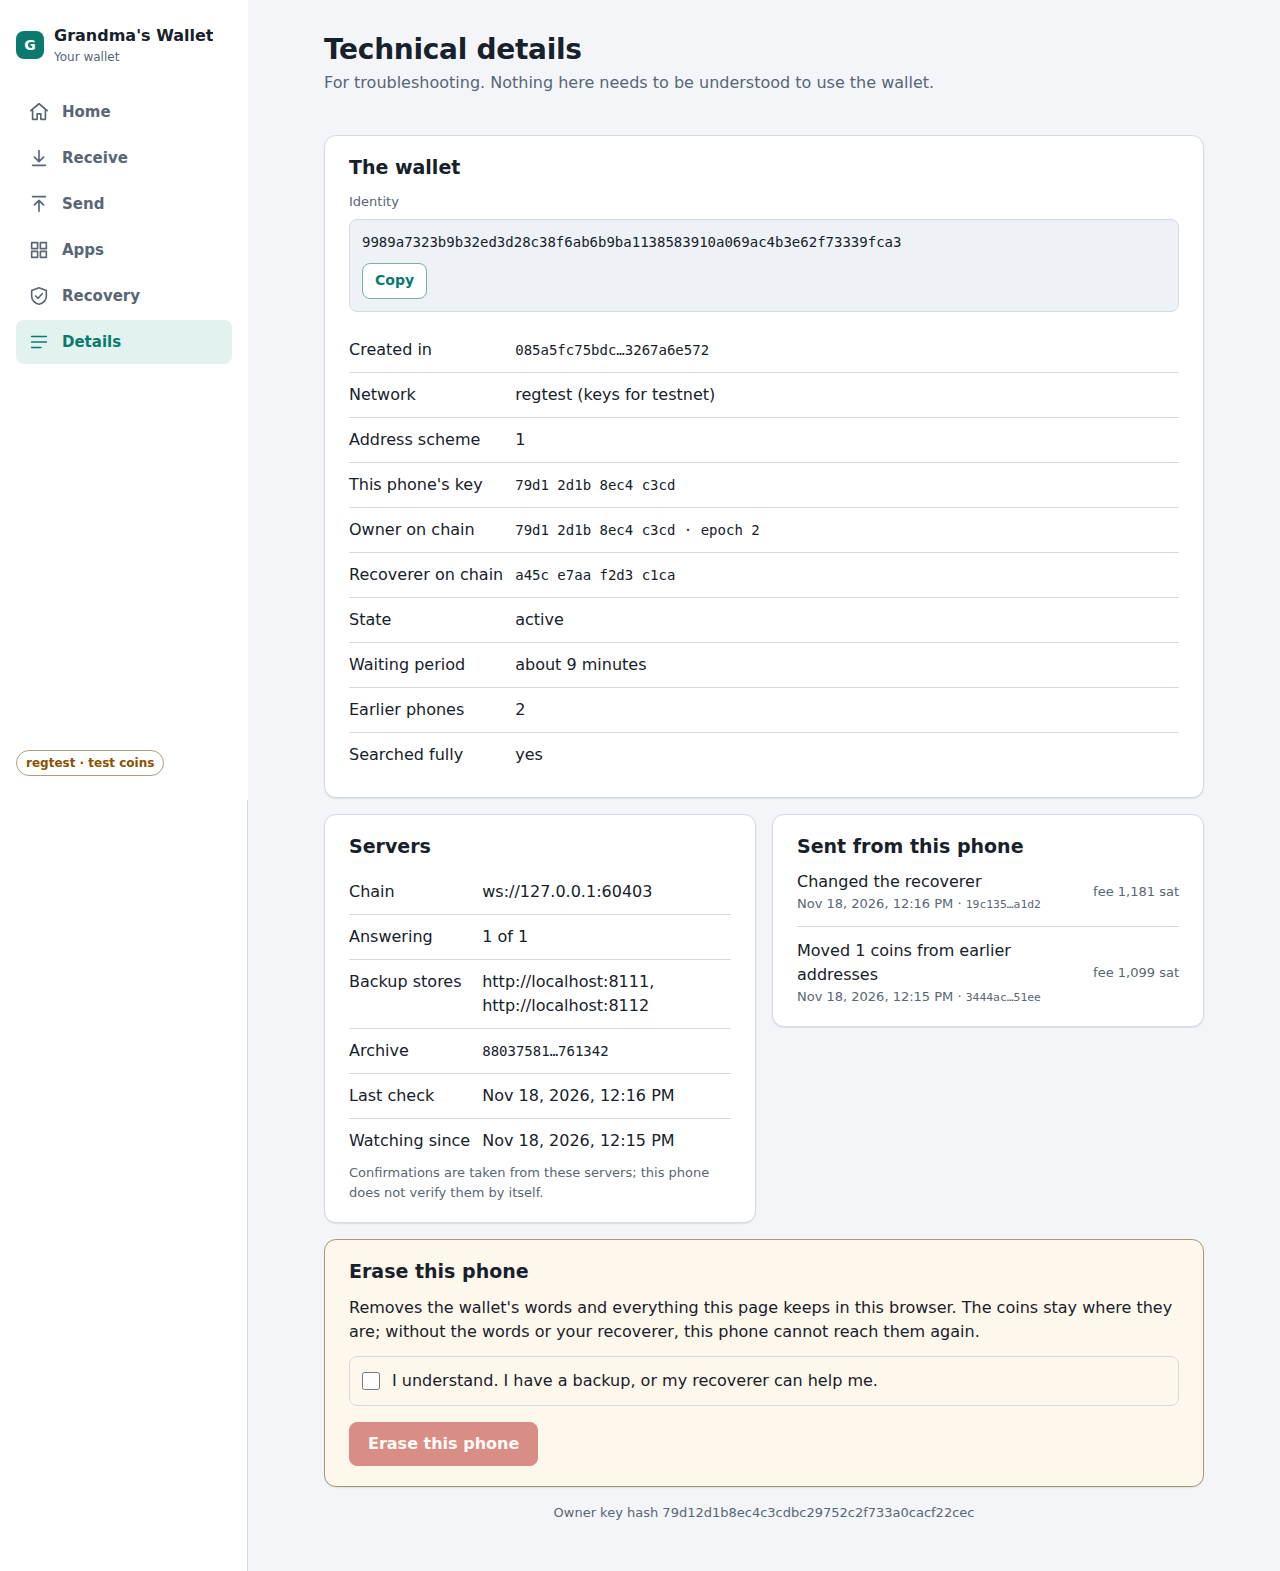 G
Grandma's Wallet
Your wallet
Home
Receive
Send
Apps
Recovery
Details
regtest · test coins
Technical details
For troubleshooting. Nothing here needs to be understood to use the wallet.
The wallet
Identity
9989a7323b9b32ed3d28c38f6ab6b9ba1138583910a069ac4b3e62f73339fca3
Copy
Created in 085a5fc75bdc…3267a6e572
Network regtest (keys for testnet)
Address scheme 1
This phone's key 79d1 2d1b 8ec4 c3cd
Owner on chain 79d1 2d1b 8ec4 c3cd · epoch 2
Recoverer on chain a45c e7aa f2d3 c1ca
State active
Waiting period about 9 minutes
Earlier phones 2
Searched fully yes
Servers
Chain ws://127.0.0.1:60403
Answering 1 of 1
Backup stores http://localhost:8111,
http://localhost:8112
Archive 88037581…761342
Last check Nov 18, 2026, 12:16 PM
Watching since Nov 18, 2026, 12:15 PM
Confirmations are taken from these servers; this phone
does not verify them by itself.
Sent from this phone
Changed the recoverer
Nov 18, 2026, 12:16 PM · 19c135…a1d2
fee 1,181 sat
Moved 1 coins from earlier
addresses
Nov 18, 2026, 12:15 PM · 3444ac…51ee
fee 1,099 sat
Erase this phone
Removes the wallet's words and everything this page keeps in this browser. The coins stay where they
are; without the words or your recoverer, this phone cannot reach them again.
I understand. I have a backup, or my recoverer can help me.
Erase this phone
Owner key hash 79d12d1b8ec4c3cdbc29752c2f733a0cacf22cec